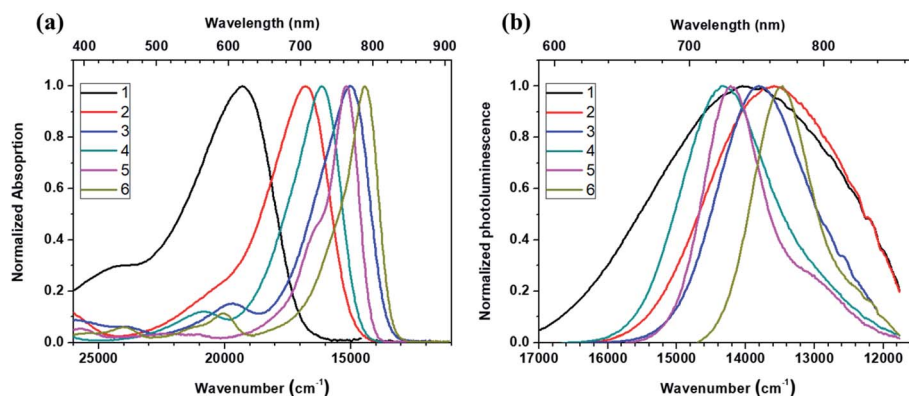 (a)
Wavelength (nm)
400 500 600 700 800 900
Normalized Absoprtion
1.0
0.8
0.6
0.4
0.2
0.0
1
2
3
4
5
6
25000 20000 15000
Wavenumber (cm⁻¹)
(b)
Wavelength (nm)
600 700 800
Normalized photoluminescence
1.0
0.8
0.6
0.4
0.2
0.0
1
2
3
4
5
6
17000 16000 15000 14000 13000 12000
Wavenumber (cm⁻¹)